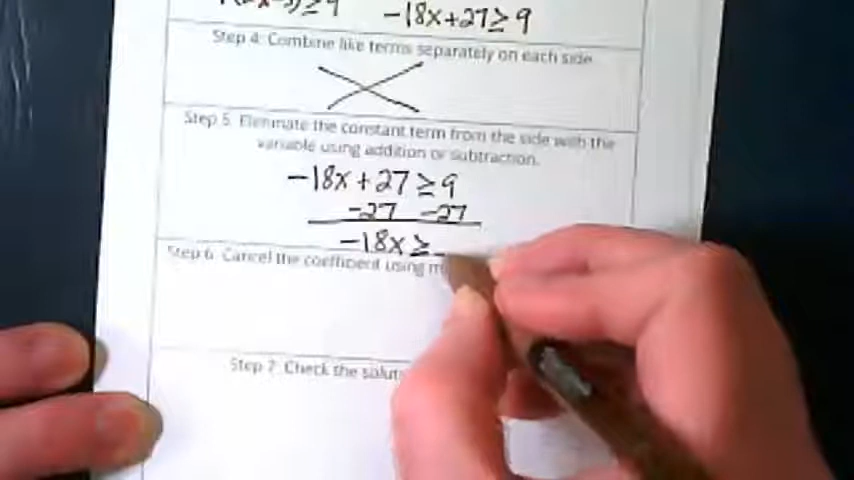 -18x+27≥9
Step 4: Combine like terms separately on each side
Step 5: Eliminate the constant term from the side with the
variable using addition or subtraction.
-18x+27≥9
-27 -27
-18x≥-
Step 6: Cancel the coefficient using
Step 7: Check the